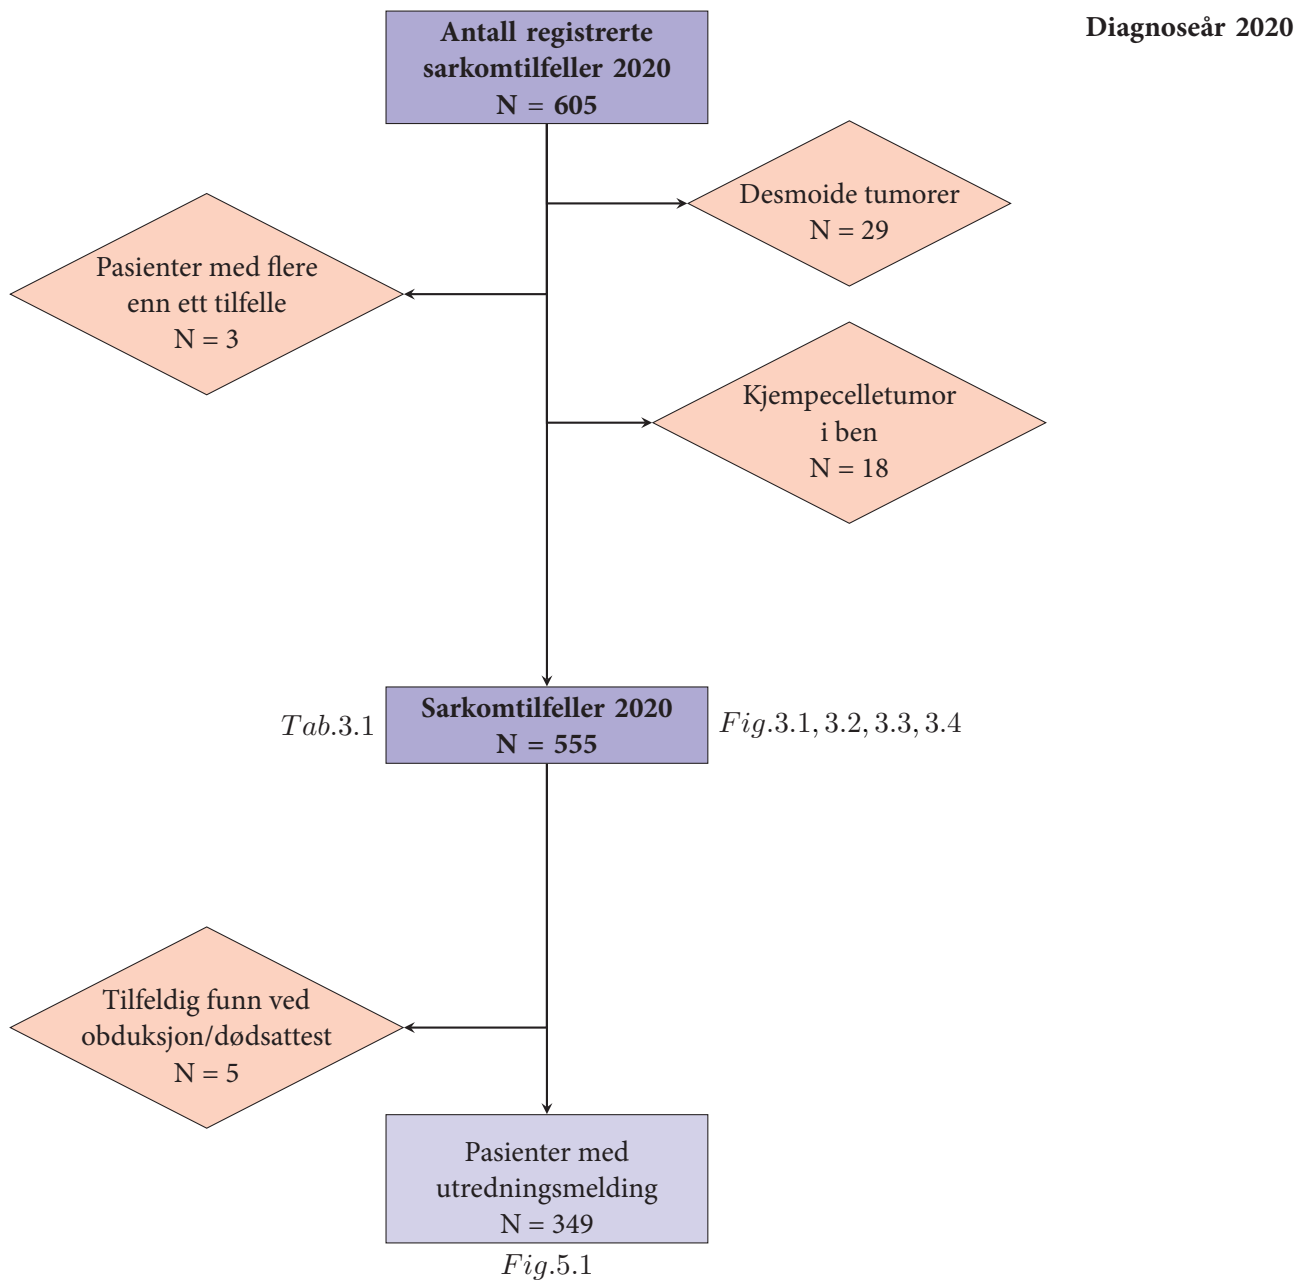 Diagnoseår 2020
Antall registrerte
sarkomtilfeller 2020
N = 605
Desmoide tumorer
N = 29
Pasienter med flere
enn ett tilfelle
N = 3
Kjempecelletumor
i ben
N = 18
Tab.3.1
Sarkomtilfeller 2020
N = 555
Fig.3.1, 3.2, 3.3, 3.4
Tilfeldig funn ved
obduksjon/dødsattest
N = 5
Pasienter med
utredningsmelding
N = 349
Fig.5.1